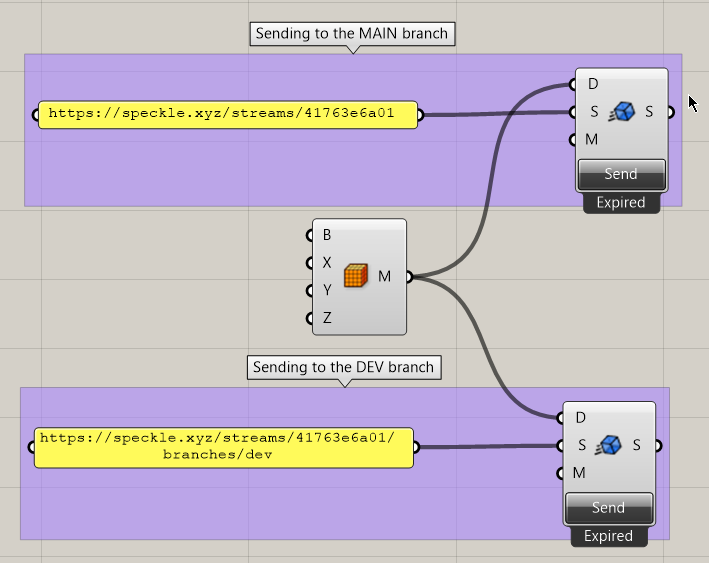 Sending to the MAIN branch
https://speckle.xyz/streams/41763e6a01
D
S S
M
Send
Expired
B
X
M
Y
Z
Sending to the DEV branch
https://speckle.xyz/streams/41763e6a01/
branches/dev
D
S S
M
Send
Expired